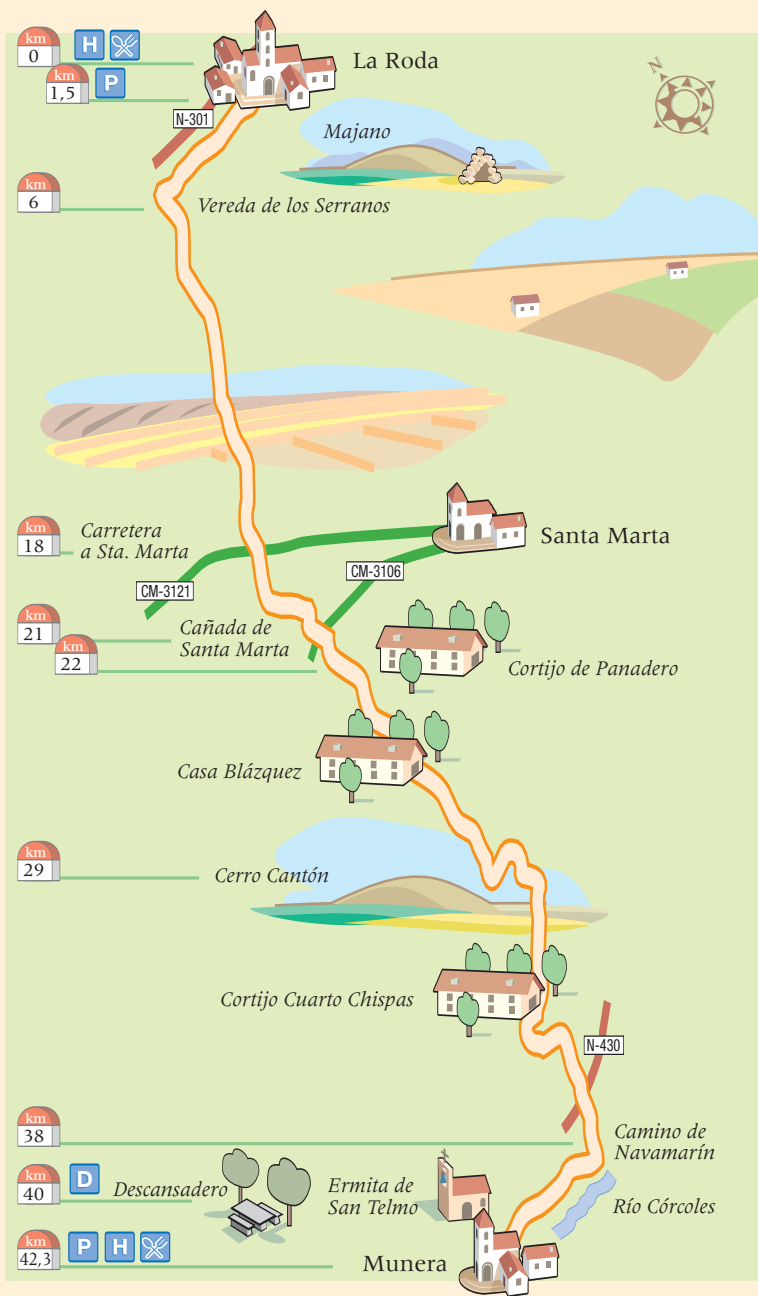 km
0
H
La Roda
km
1,5
P
N-301
N
Majano
km
6
Vereda de los Serranos
km
18
Carretera
a Sta. Marta
Santa Marta
CM-3121
CM-3106
km
21
Cañada de
Santa Marta
km
22
Cortijo de Panadero
Casa Blázquez
km
29
Cerro Cantón
Cortijo Cuarto Chispas
N-430
km
38
Camino de
Navamarín
km
40
D
Descansadero
Ermita de
San Telmo
Río Córcoles
km
42,3
P H
Munera